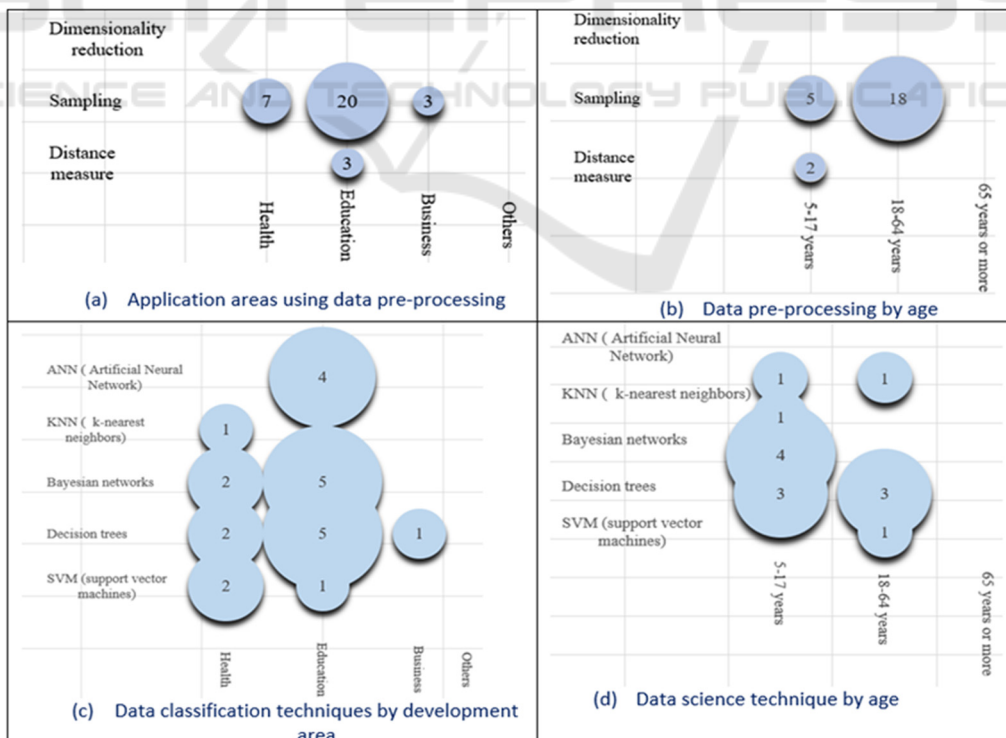 Dimensionality
reduction
Sampling
Distance
measure
7
20
3
3
Health
Education
Business
Others
(a) Application areas using data pre-processing
Dimensionality
reduction
Sampling
Distance
measure
5
18
2
5-17 years
18-64 years
65 years or more
(b) Data pre-processing by age
ANN ( Artificial Neural
Network)
KNN ( k-nearest
neighbors)
Bayesian networks
Decision trees
SVM (support vector
machines)
4
1
2
5
2
5
1
2
1
Health
Education
Business
Others
(c) Data classification techniques by development
area
ANN ( Artificial Neural
Network)
KNN ( k-nearest neighbors)
Bayesian networks
Decision trees
SVM (support vector
machines)
1
1
1
4
3
3
1
5-17 years
18-64 years
65 years or more
(d) Data science technique by age
AND TECHNOLOGY PUBLICATIO